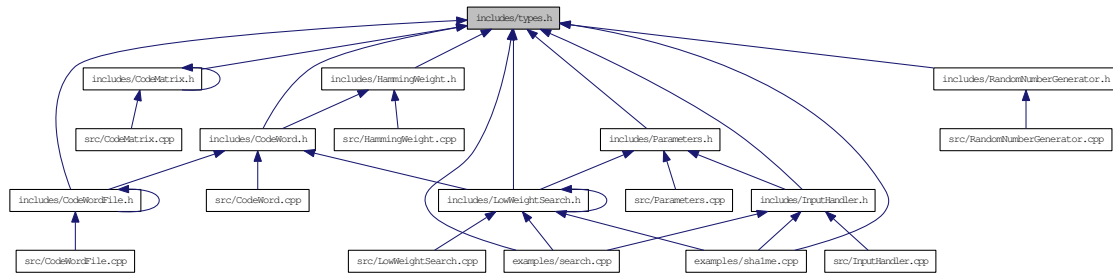 includes/types.h
includes/CodeMatrix.h
includes/HammingWeight.h
includes/RandomNumberGenerator.h
src/CodeMatrix.cpp
includes/CodeWord.h
src/HammingWeight.cpp
includes/Parameters.h
src/RandomNumberGenerator.cpp
includes/CodeWordFile.h
src/CodeWord.cpp
includes/LowWeightSearch.h
src/Parameters.cpp
includes/InputHandler.h
src/CodeWordFile.cpp
src/LowWeightSearch.cpp
examples/search.cpp
examples/sha1me.cpp
src/InputHandler.cpp